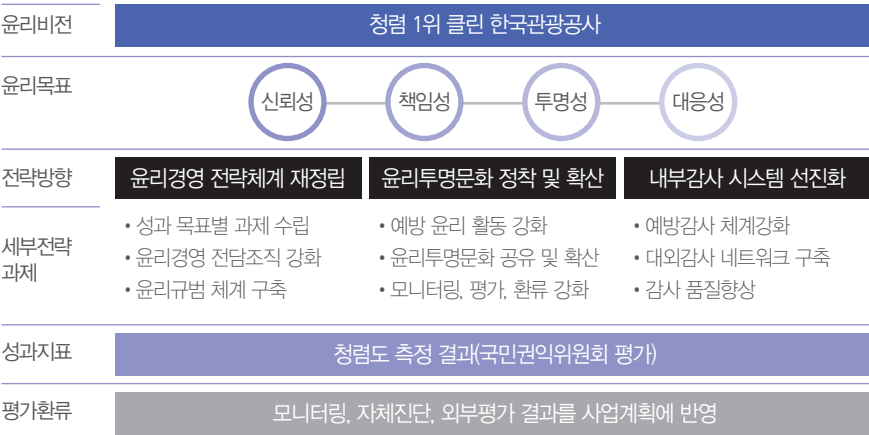 윤리비전
청렴 1위 클린 한국관광공사
윤리목표
신뢰성
책임성
투명성
대응성
전략방향
윤리경영 전략체계 재정립
윤리투명문화 정착 및 확산
내부감사 시스템 선진화
세부전략
과제
• 성과 목표별 과제 수립
• 윤리경영 전담조직 강화
• 윤리규범 체계 구축
• 예방 윤리 활동 강화
• 윤리투명문화 공유 및 확산
• 모니터링, 평가, 환류 강화
• 예방감사 체계강화
• 대외감사 네트워크 구축
• 감사 품질향상
성과지표
청렴도 측정 결과(국민권익위원회 평가)
평가환류
모니터링, 자체진단, 외부평가 결과를 사업계획에 반영